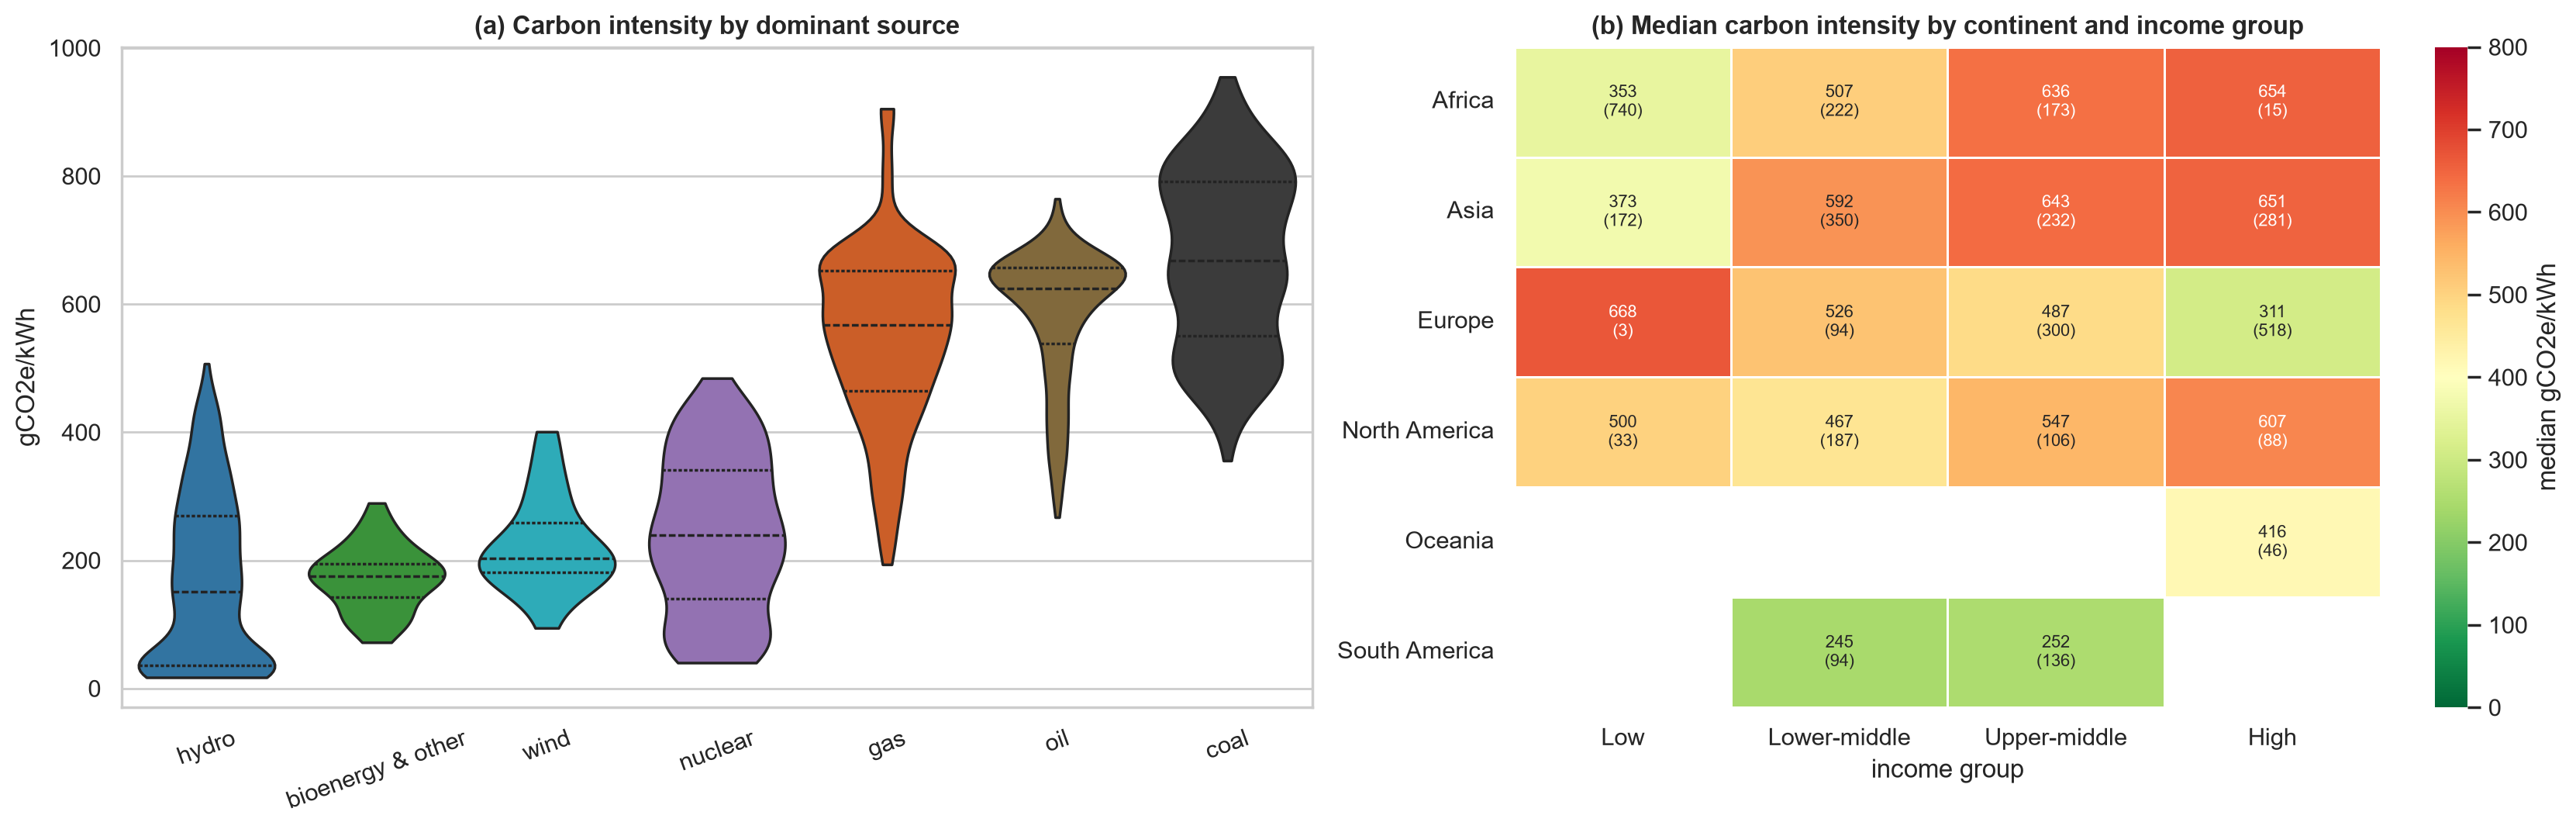 (a) Carbon intensity by dominant source
gCO2e/kWh
1000
800
600
400
200
0
hydro
bioenergy & other
wind
nuclear
gas
oil
coal
(b) Median carbon intensity by continent and income group
Africa
353
(740)
507
(222)
636
(173)
654
(15)
Asia
373
(172)
592
(350)
643
(232)
651
(281)
Europe
668
(3)
526
(94)
487
(300)
311
(518)
North America
500
(33)
467
(187)
547
(106)
607
(88)
Oceania
416
(46)
South America
245
(94)
252
(136)
Low
Lower-middle
Upper-middle
High
income group
800
700
600
500
400
300
200
100
0
median gCO2e/kWh